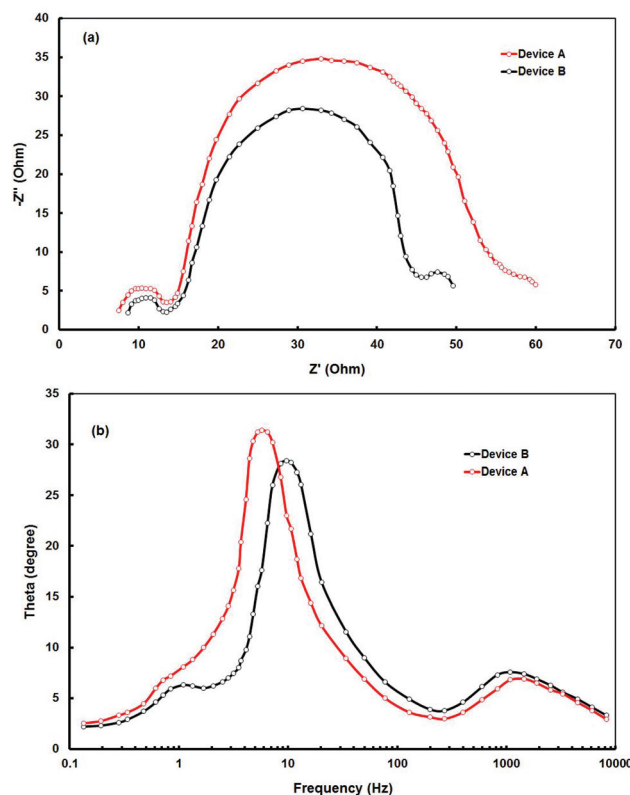 (a)
Device A
Device B
40
35
30
25
20
15
10
5
0
-Z'' (Ohm)
0 10 20 30 40 50 60 70
Z' (Ohm)
(b)
Device B
Device A
35
30
25
20
15
10
5
0
Theta (degree)
0.1 1 10 100 1000 10000
Frequency (Hz)